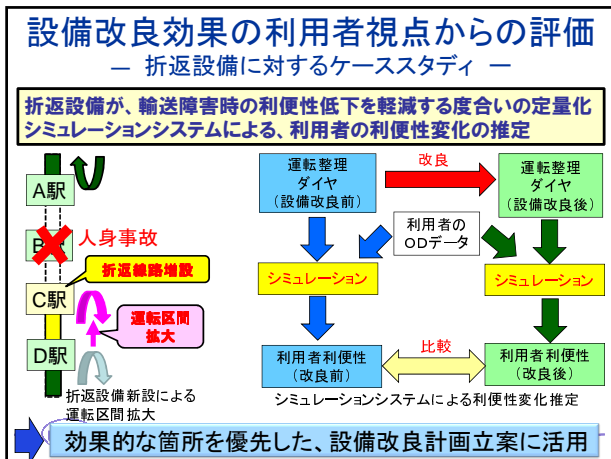 設備改良効果の利用者視点からの評価
― 折返設備に対するケーススタディ ―
折返設備が、輸送障害時の利便性低下を軽減する度合いの定量化
シミュレーションシステムによる、利用者の利便性変化の推定
A駅
B駅
人身事故
折返線路増設
C駅
運転区間
拡大
D駅
折返設備新設による
運転区間拡大
運転整理
ダイヤ
(設備改良前)
改良
運転整理
ダイヤ
(設備改良後)
利用者の
ODデータ
シミュレーション
シミュレーション
利用者利便性
(改良前)
比較
利用者利便性
(改良後)
シミュレーションシステムによる利便性変化推定
効果的な箇所を優先した、設備改良計画立案に活用